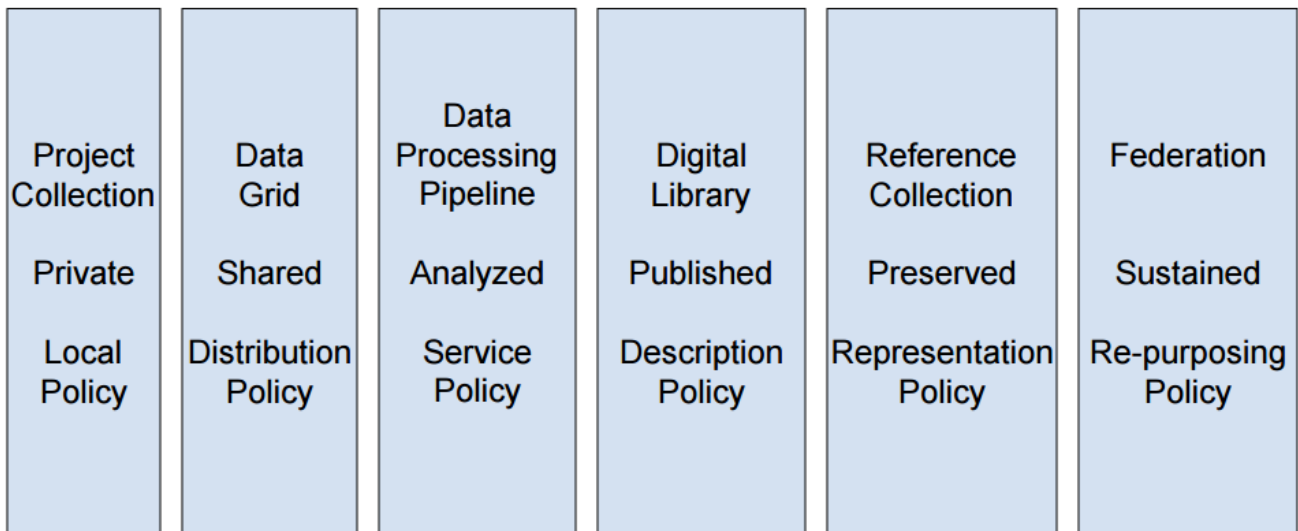 Project
Collection
Private
Local
Policy
Data
Grid
Shared
Distribution
Policy
Data
Processing
Pipeline
Analyzed
Service
Policy
Digital
Library
Published
Description
Policy
Reference
Collection
Preserved
Representation
Policy
Federation
Sustained
Re-purposing
Policy